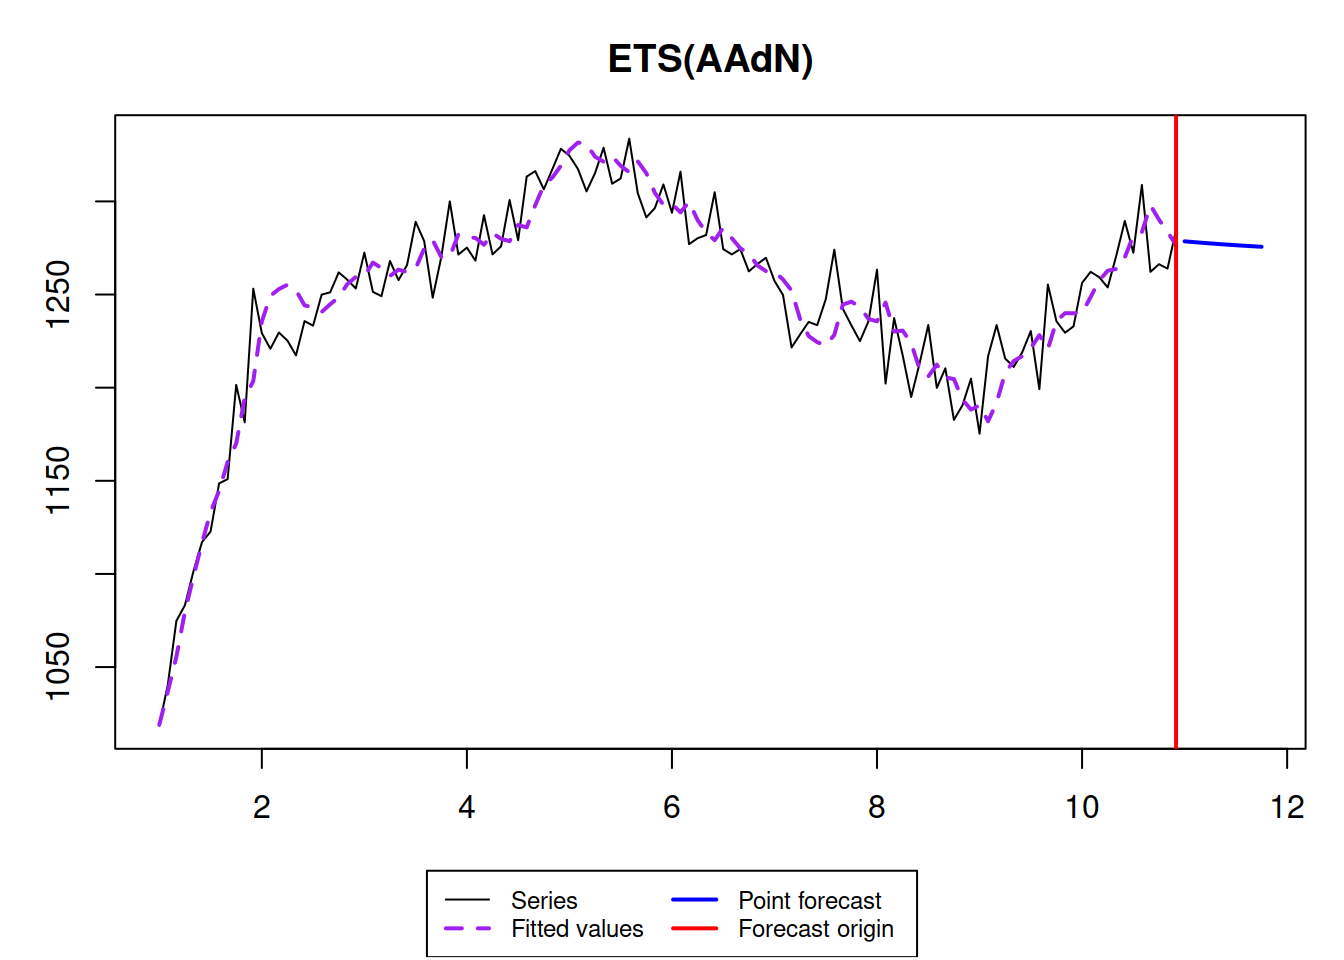 ETS(AAdN)
1250
1150
1050
2 4 6 8 10 12
Series
Fitted values
Point forecast
Forecast origin